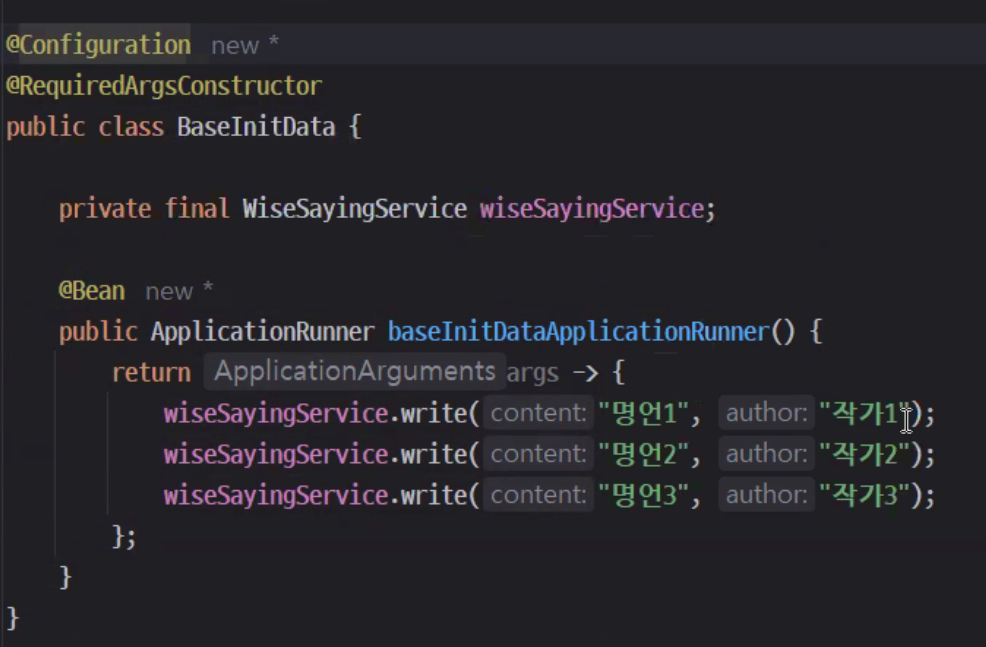 @Configuration new *
@RequiredArgsConstructor
public class BaseInitData {
private final WiseSayingService wiseSayingService;
@Bean new *
public ApplicationRunner baseInitDataApplicationRunner() {
return ApplicationArguments args -> {
wiseSayingService.write( content: "명언1", author: "작가1");
wiseSayingService.write( content: "명언2", author: "작가2");
wiseSayingService.write( content: "명언3", author: "작가3");
};
}
}